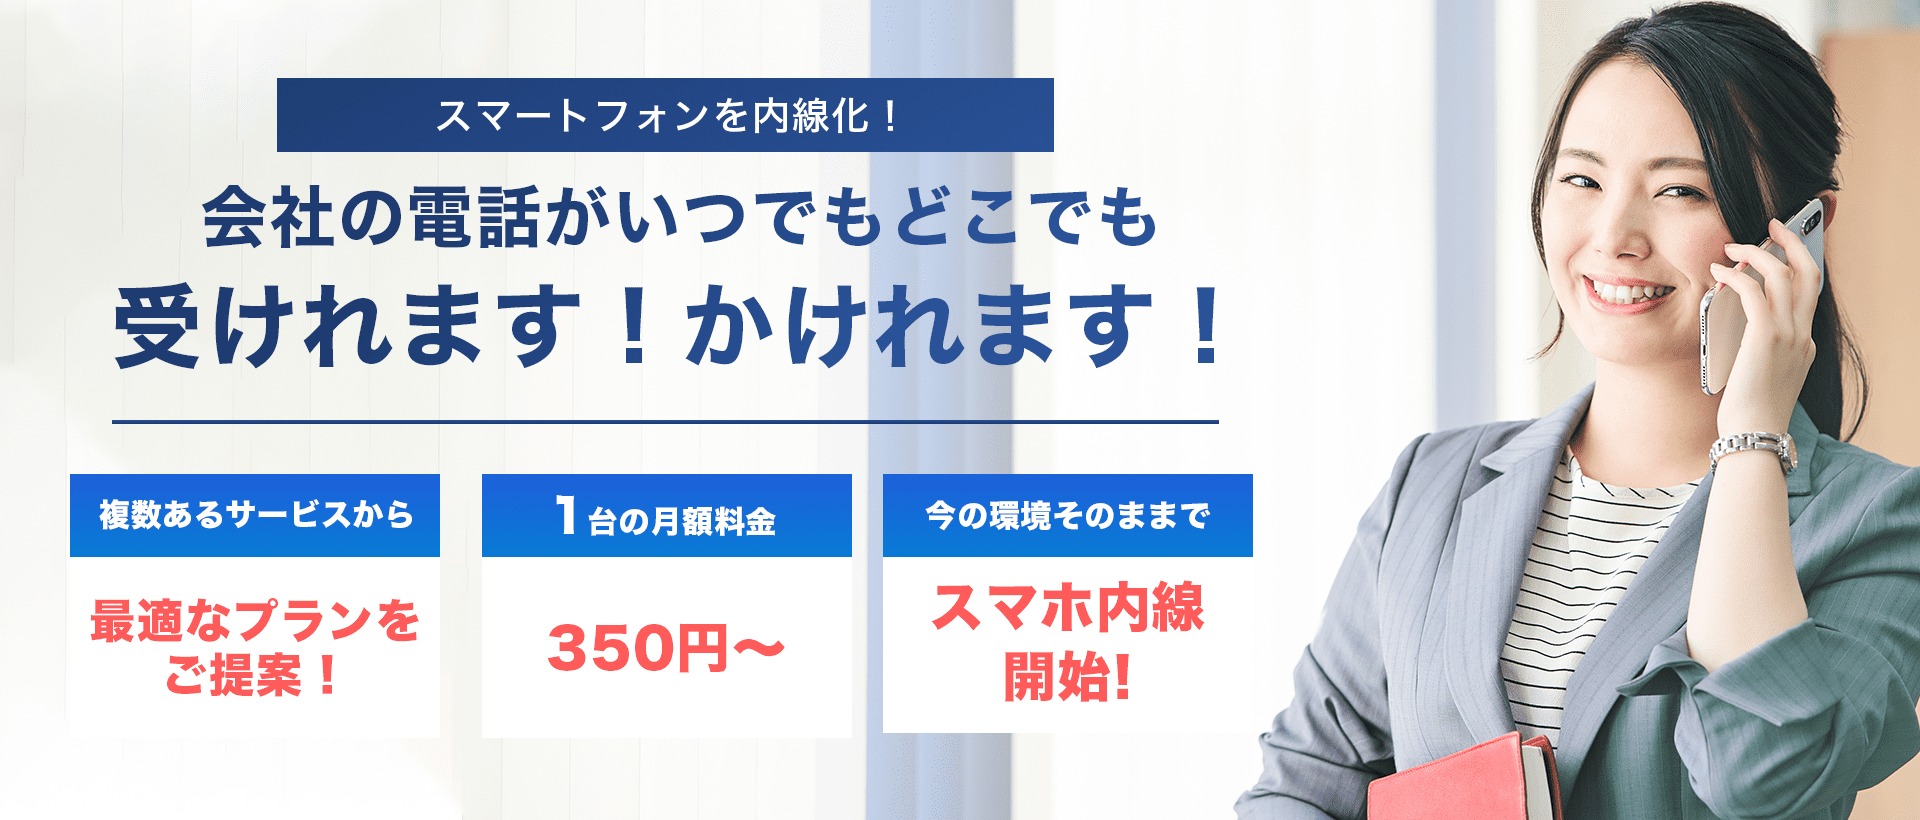 スマートフォンを内線化！
会社の電話がいつでもどこでも
受けれます！かけれます！
複数あるサービスから
最適なプランを
ご提案！
1台の月額料金
350円～
今の環境そのままで
スマホ内線
開始!